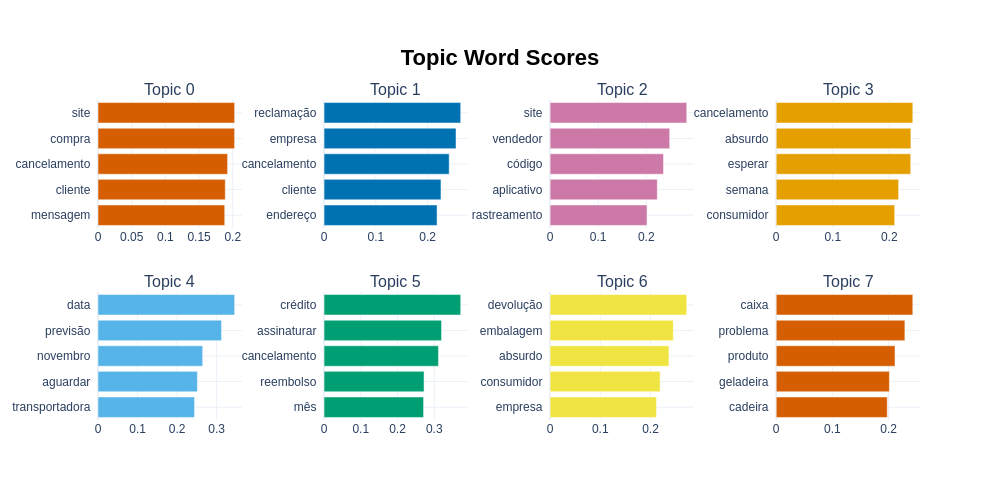 Topic Word Scores
Topic 0
site
compra
cancelamento
cliente
mensagem
0 0.05 0.1 0.15 0.2
Topic 1
reclamação
empresa
cancelamento
cliente
endereço
0 0.1 0.2
Topic 2
site
vendedor
código
aplicativo
rastreamento
0 0.1 0.2
Topic 3
cancelamento
absurdo
esperar
semana
consumidor
0 0.1 0.2
Topic 4
data
previsão
novembro
aguardar
transportadora
0 0.1 0.2 0.3
Topic 5
crédito
assinaturar
cancelamento
reembolso
mês
0 0.1 0.2 0.3
Topic 6
devolução
embalagem
absurdo
consumidor
empresa
0 0.1 0.2
Topic 7
caixa
problema
produto
geladeira
cadeira
0 0.1 0.2